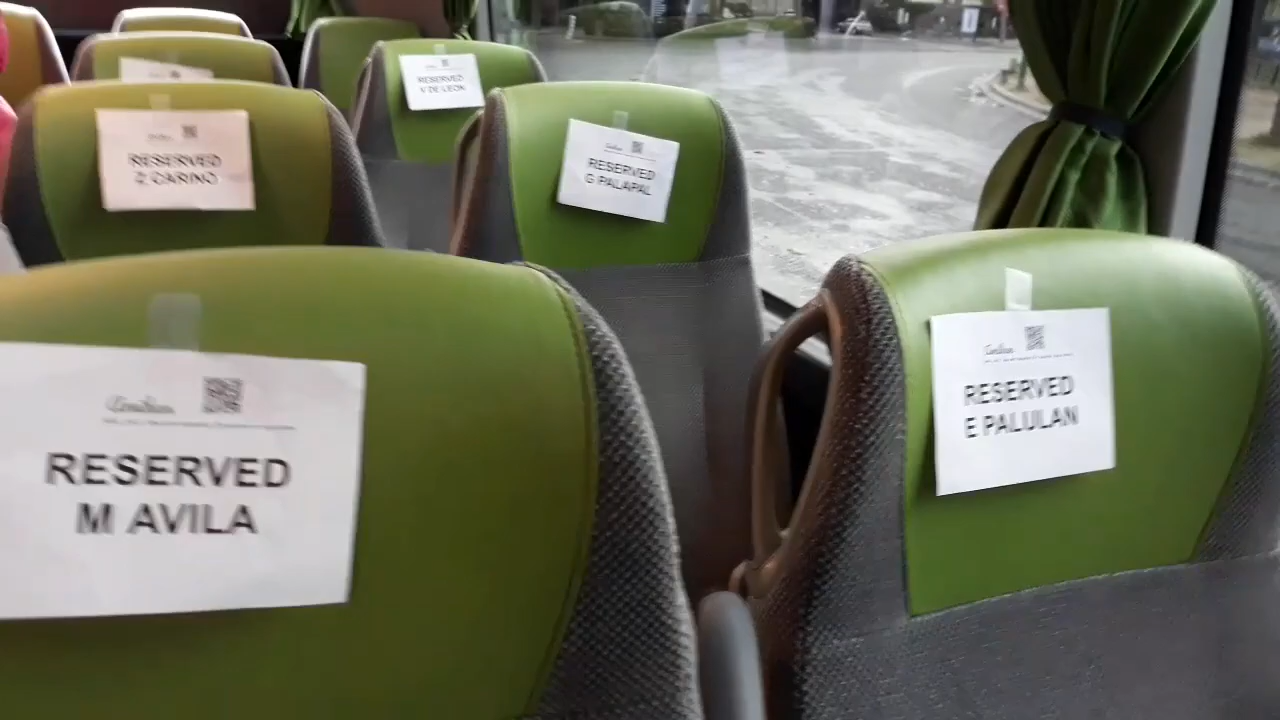 RESERVED
V DE LEON
RESERVED
Z CARINO
RESERVED
G PALAPAL
RESERVED
E PALULAN
RESERVED
M AVILA